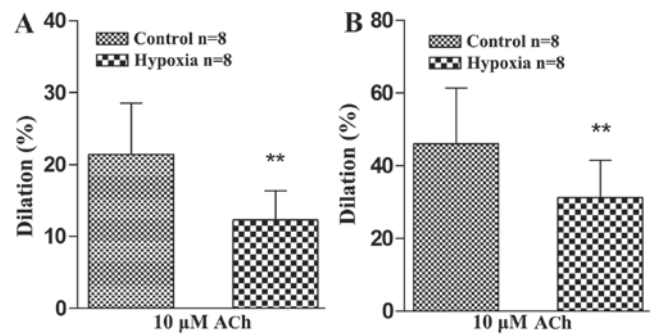 A
Control n=8
Hypoxia n=8
Dilation (%)
40
30
20
10
0
**
10 μM ACh
B
Control n=8
Hypoxia n=8
Dilation (%)
80
60
40
20
0
**
10 μM ACh